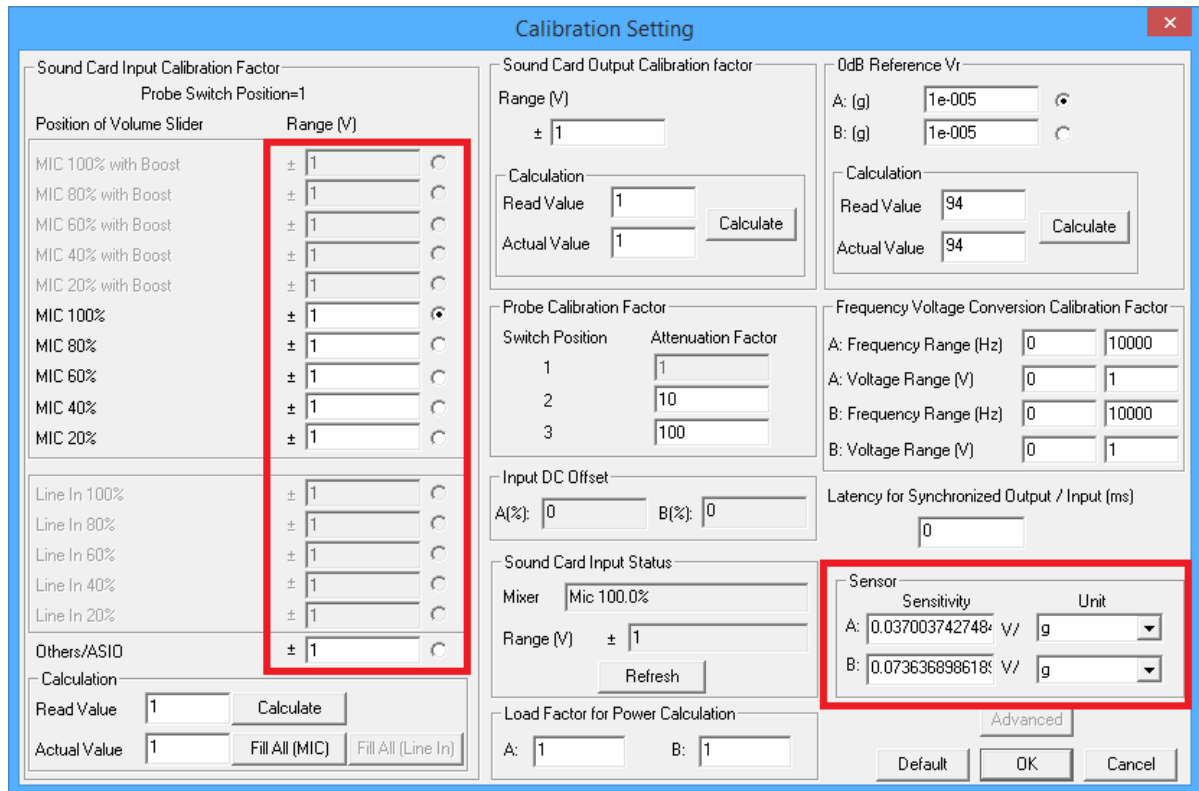 Calibration Setting
Sound Card Input Calibration Factor
Probe Switch Position=1
Position of Volume Slider Range (V)
MIC 100% with Boost ± 1
MIC 80% with Boost ± 1
MIC 60% with Boost ± 1
MIC 40% with Boost ± 1
MIC 20% with Boost ± 1
MIC 100% ± 1
MIC 80% ± 1
MIC 60% ± 1
MIC 40% ± 1
MIC 20% ± 1
Line In 100% ± 1
Line In 80% ± 1
Line In 60% ± 1
Line In 40% ± 1
Line In 20% ± 1
Others/ASIO ± 1
Calculation
Read Value 1 Calculate
Actual Value 1 Fill All (MIC) Fill All (Line In)
Sound Card Output Calibration factor
Range (V)
± 1
Calculation
Read Value 1
Calculate
Actual Value 1
Probe Calibration Factor
Switch Position Attenuation Factor
1 1
2 10
3 100
Input DC Offset
A(%): 0 B(%): 0
Sound Card Input Status
Mixer Mic 100.0%
Range (V) ± 1
Refresh
Load Factor for Power Calculation
A: 1 B: 1
0dB Reference Vr
A: (g) 1e-005
B: (g) 1e-005
Calculation
Read Value 94
Calculate
Actual Value 94
Frequency Voltage Conversion Calibration Factor
A: Frequency Range (Hz) 0 10000
A: Voltage Range (V) 0 1
B: Frequency Range (Hz) 0 10000
B: Voltage Range (V) 0 1
Latency for Synchronized Output / Input (ms)
0
Sensor
Sensitivity Unit
A: 0.037003742748 V/ g
B: 0.073636898618 V/ g
Advanced
Default OK Cancel